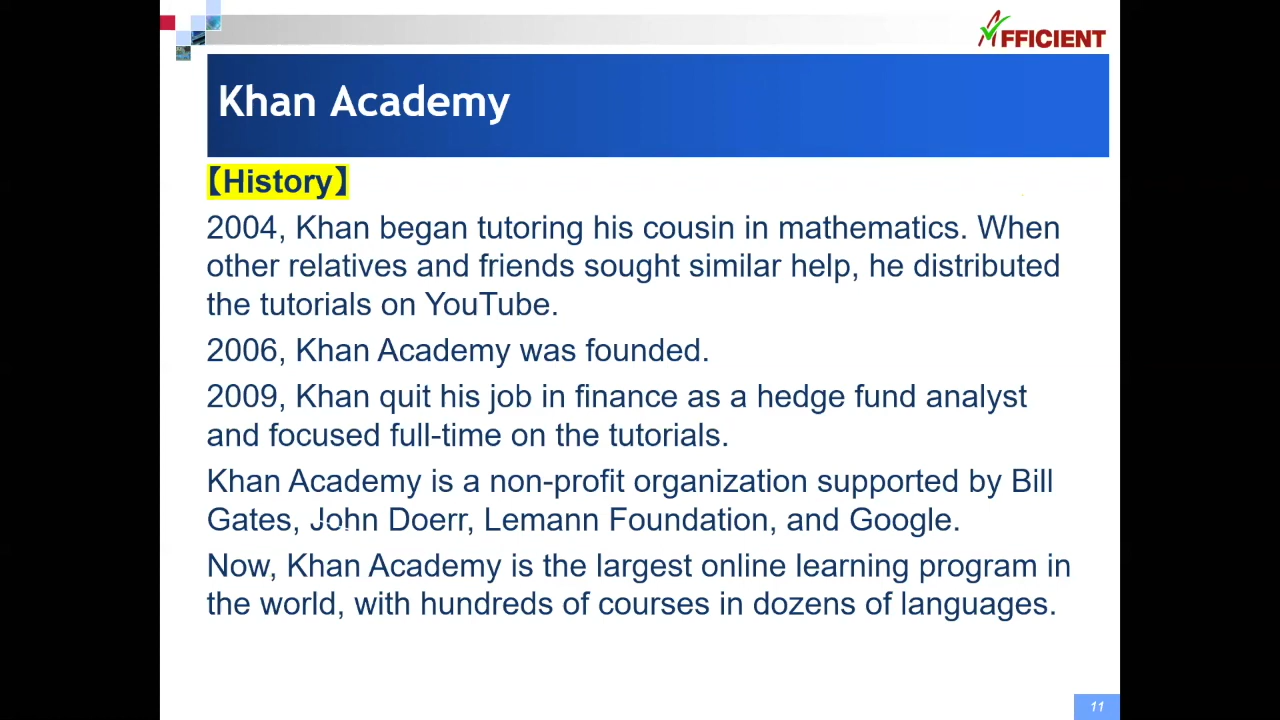 AFFICIENT
Khan Academy
【History】
2004, Khan began tutoring his cousin in mathematics. When
other relatives and friends sought similar help, he distributed
the tutorials on YouTube.
2006, Khan Academy was founded.
2009, Khan quit his job in finance as a hedge fund analyst
and focused full-time on the tutorials.
Khan Academy is a non-profit organization supported by Bill
Gates, John Doerr, Lemann Foundation, and Google.
Now, Khan Academy is the largest online learning program in
the world, with hundreds of courses in dozens of languages.
11